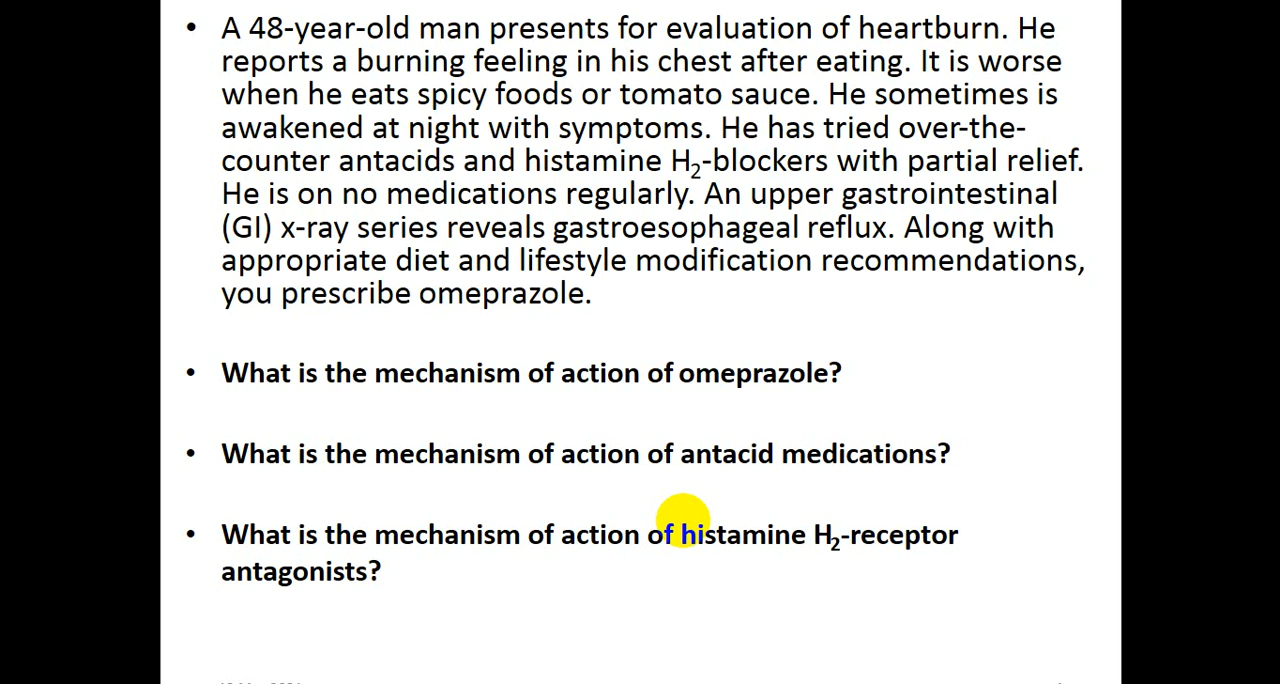 • A 48-year-old man presents for evaluation of heartburn. He
reports a burning feeling in his chest after eating. It is worse
when he eats spicy foods or tomato sauce. He sometimes is
awakened at night with symptoms. He has tried over-the-
counter antacids and histamine H₂-blockers with partial relief.
He is on no medications regularly. An upper gastrointestinal
(GI) x-ray series reveals gastroesophageal reflux. Along with
appropriate diet and lifestyle modification recommendations,
you prescribe omeprazole.
• What is the mechanism of action of omeprazole?
• What is the mechanism of action of antacid medications?
• What is the mechanism of action of histamine H₂-receptor
antagonists?